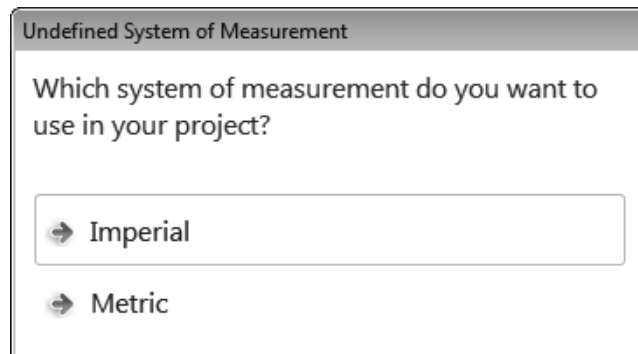 Undefined System of Measurement
Which system of measurement do you want to
use in your project?
Imperial
Metric